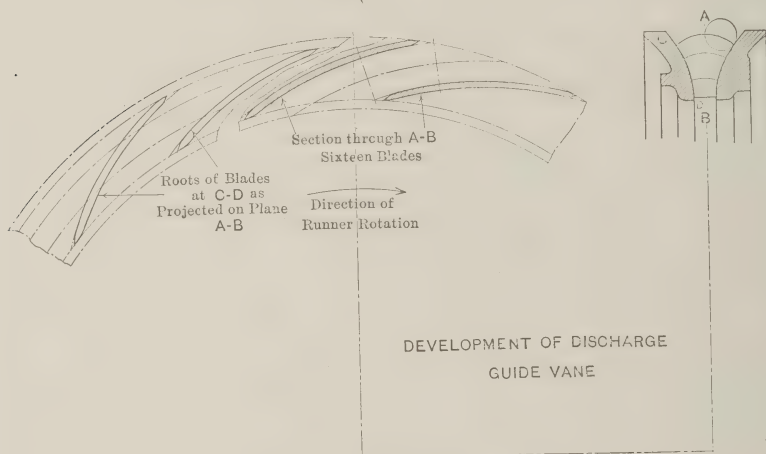 A
C
D
B
Section through A-B
Sixteen Blades
Roots of Blades
at C-D as
Projected on Plane
A-B
Direction of
Runner Rotation
DEVELOPMENT OF DISCHARGE
GUIDE VANE